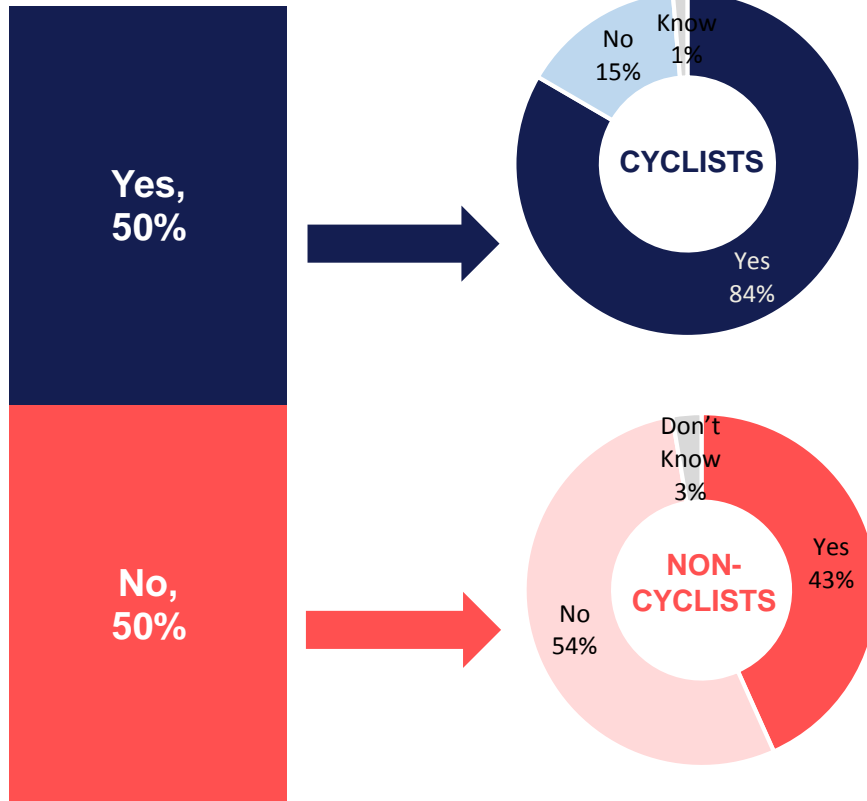 Yes,
50%
No
15%
Know
1%
CYCLISTS
Yes
84%
No,
50%
Don't
Know
3%
Yes
43%
NON-
CYCLISTS
No
54%